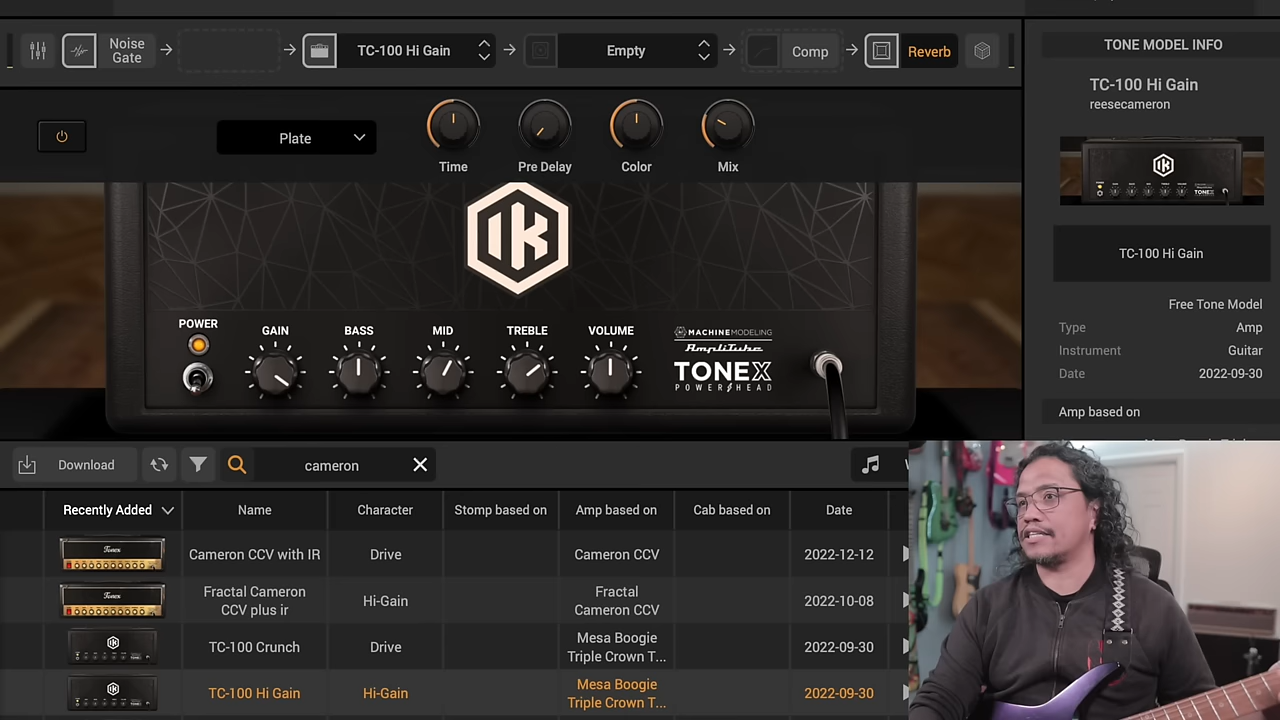 Noise
Gate
TC-100 Hi Gain
Empty
Comp
Reverb
Plate
Time
Pre Delay
Color
Mix
IK
POWER
GAIN
BASS
MID
TREBLE
VOLUME
MACHINE MODELING
AmpliTube
TONEX
POWERHEAD
TONE MODEL INFO
TC-100 Hi Gain
reesecameron
TC-100 Hi Gain
Free Tone Model
Type Amp
Instrument Guitar
Date 2022-09-30
Amp based on
Download
cameron
Recently Added Name Character Stomp based on Amp based on Cab based on Date
Cameron CCV with IR Drive Cameron CCV 2022-12-12
Fractal Cameron
CCV plus ir
Hi-Gain
Fractal
Cameron CCV
2022-10-08
TC-100 Crunch Drive
Mesa Boogie
Triple Crown T...
2022-09-30
TC-100 Hi Gain Hi-Gain
Mesa Boogie
Triple Crown T...
2022-09-30